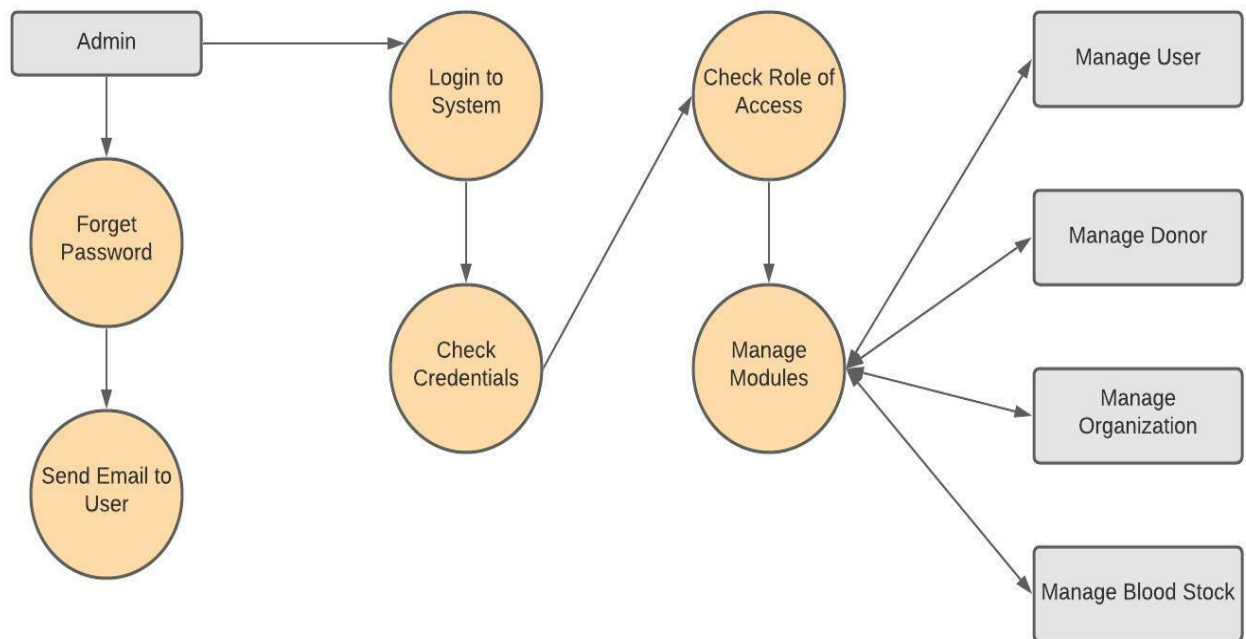 Admin
Login to
System
Check Role of
Access
Manage User
Forget
Password
Manage Donor
Check
Credentials
Manage
Modules
Manage
Organization
Send Email to
User
Manage Blood Stock